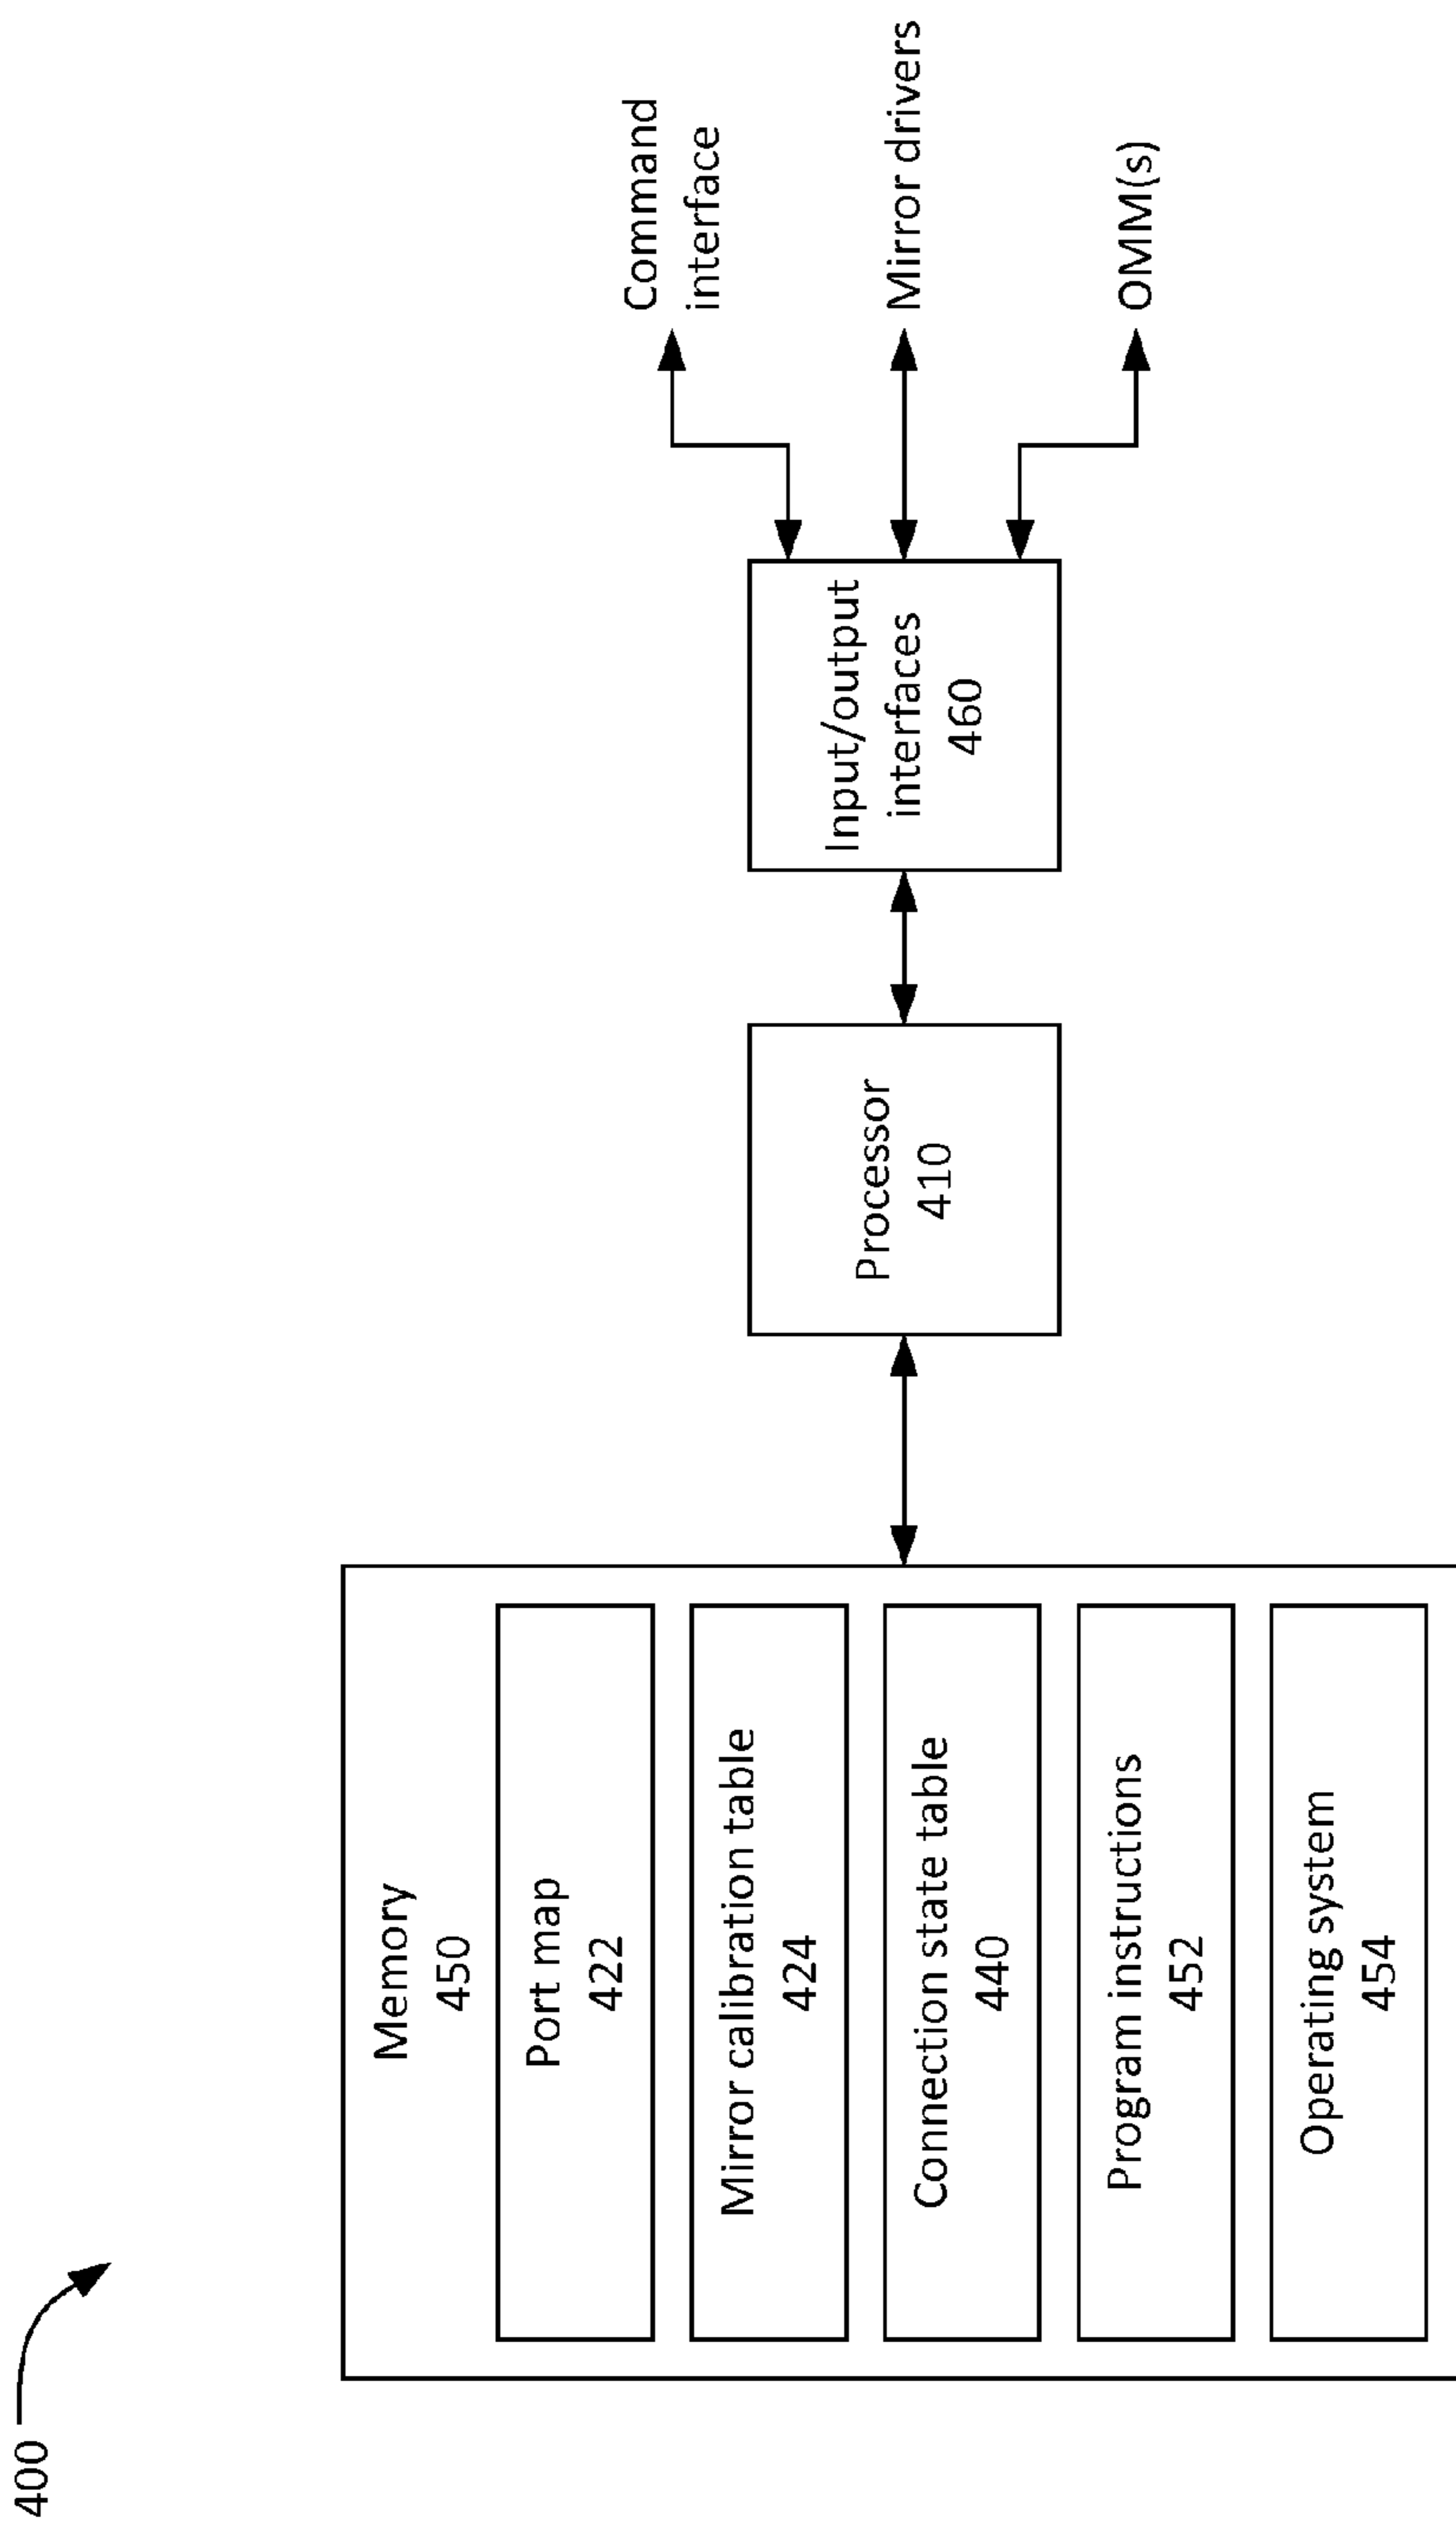 400
Memory
450
Port map
422
Mirror calibration table
424
Connection state table
440
Program instructions
452
Operating system
454
Processor
410
Input/output
interfaces
460
Command
interface
Mirror drivers
OMM(s)